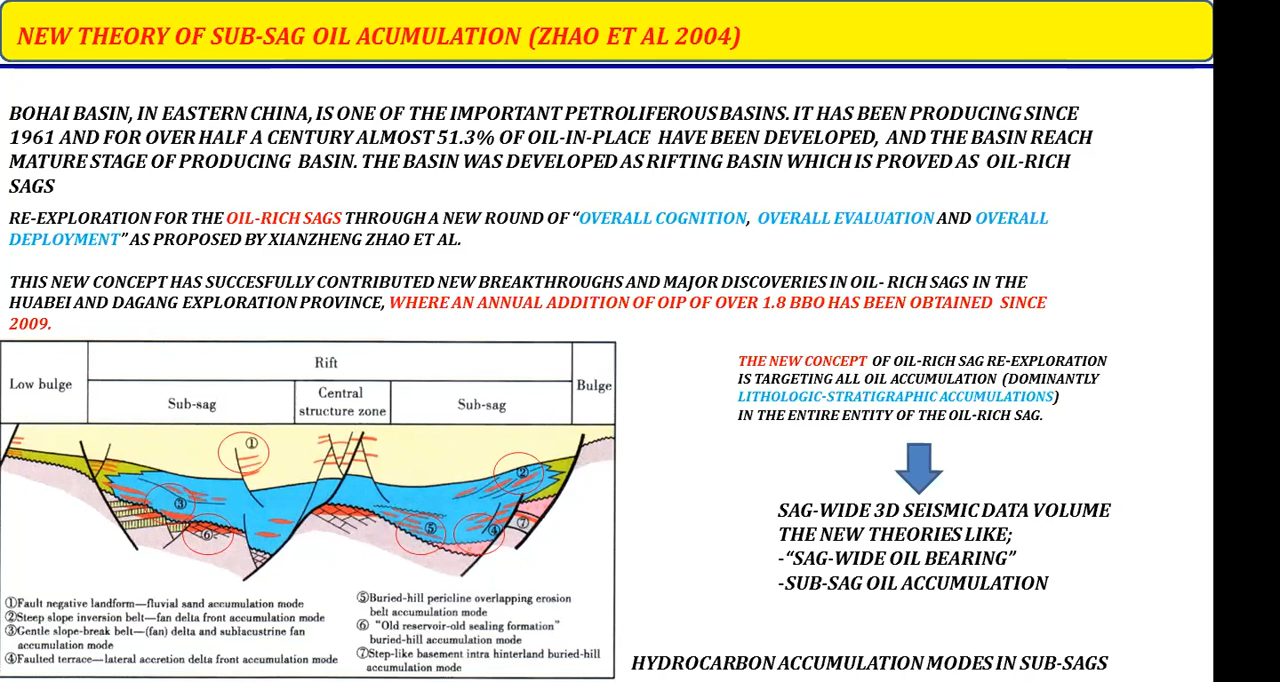 NEW THEORY OF SUB-SAG OIL ACUMULATION (ZHAO ET AL 2004)
BOHAI BASIN, IN EASTERN CHINA, IS ONE OF THE IMPORTANT PETROLIFEROUS BASINS. IT HAS BEEN PRODUCING SINCE
1961 AND FOR OVER HALF A CENTURY ALMOST 51.3% OF OIL-IN-PLACE HAVE BEEN DEVELOPED, AND THE BASIN REACH
MATURE STAGE OF PRODUCING BASIN. THE BASIN WAS DEVELOPED AS RIFTING BASIN WHICH IS PROVED AS OIL-RICH
SAGS
RE-EXPLORATION FOR THE OIL-RICH SAGS THROUGH A NEW ROUND OF “OVERALL COGNITION, OVERALL EVALUATION AND OVERALL
DEPLOYMENT” AS PROPOSED BY XIANZHENG ZHAO ET AL.
THIS NEW CONCEPT HAS SUCCESFULLY CONTRIBUTED NEW BREAKTHROUGHS AND MAJOR DISCOVERIES IN OIL- RICH SAGS IN THE
HUABEI AND DAGANG EXPLORATION PROVINCE, WHERE AN ANNUAL ADDITION OF OIP OF OVER 1.8 BBO HAS BEEN OBTAINED SINCE
2009.
Low bulge
Rift
Bulge
Sub-sag
Central
structure zone
Sub-sag
①
②
③
⑤
④
⑦
⑥
①Fault negative landform—fluvial sand accumulation mode
②Steep slope inversion belt—fan delta front accumulation mode
③Gentle slope-break belt—(fan) delta and sublacustrine fan
accumulation mode
④Faulted terrace—lateral accretion delta front accumulation mode
⑤Buried-hill pericline overlapping erosion
belt accumulation mode
⑥ “Old reservoir-old sealing formation”
buried-hill accumulation mode
⑦Step-like basement intra hinterland buried-hill
accumulation mode
THE NEW CONCEPT OF OIL-RICH SAG RE-EXPLORATION
IS TARGETING ALL OIL ACCUMULATION (DOMINANTLY
LITHOLOGIC-STRATIGRAPHIC ACCUMULATIONS)
IN THE ENTIRE ENTITY OF THE OIL-RICH SAG.
SAG-WIDE 3D SEISMIC DATA VOLUME
THE NEW THEORIES LIKE;
-“SAG-WIDE OIL BEARING”
-SUB-SAG OIL ACCUMULATION
HYDROCARBON ACCUMULATION MODES IN SUB-SAGS